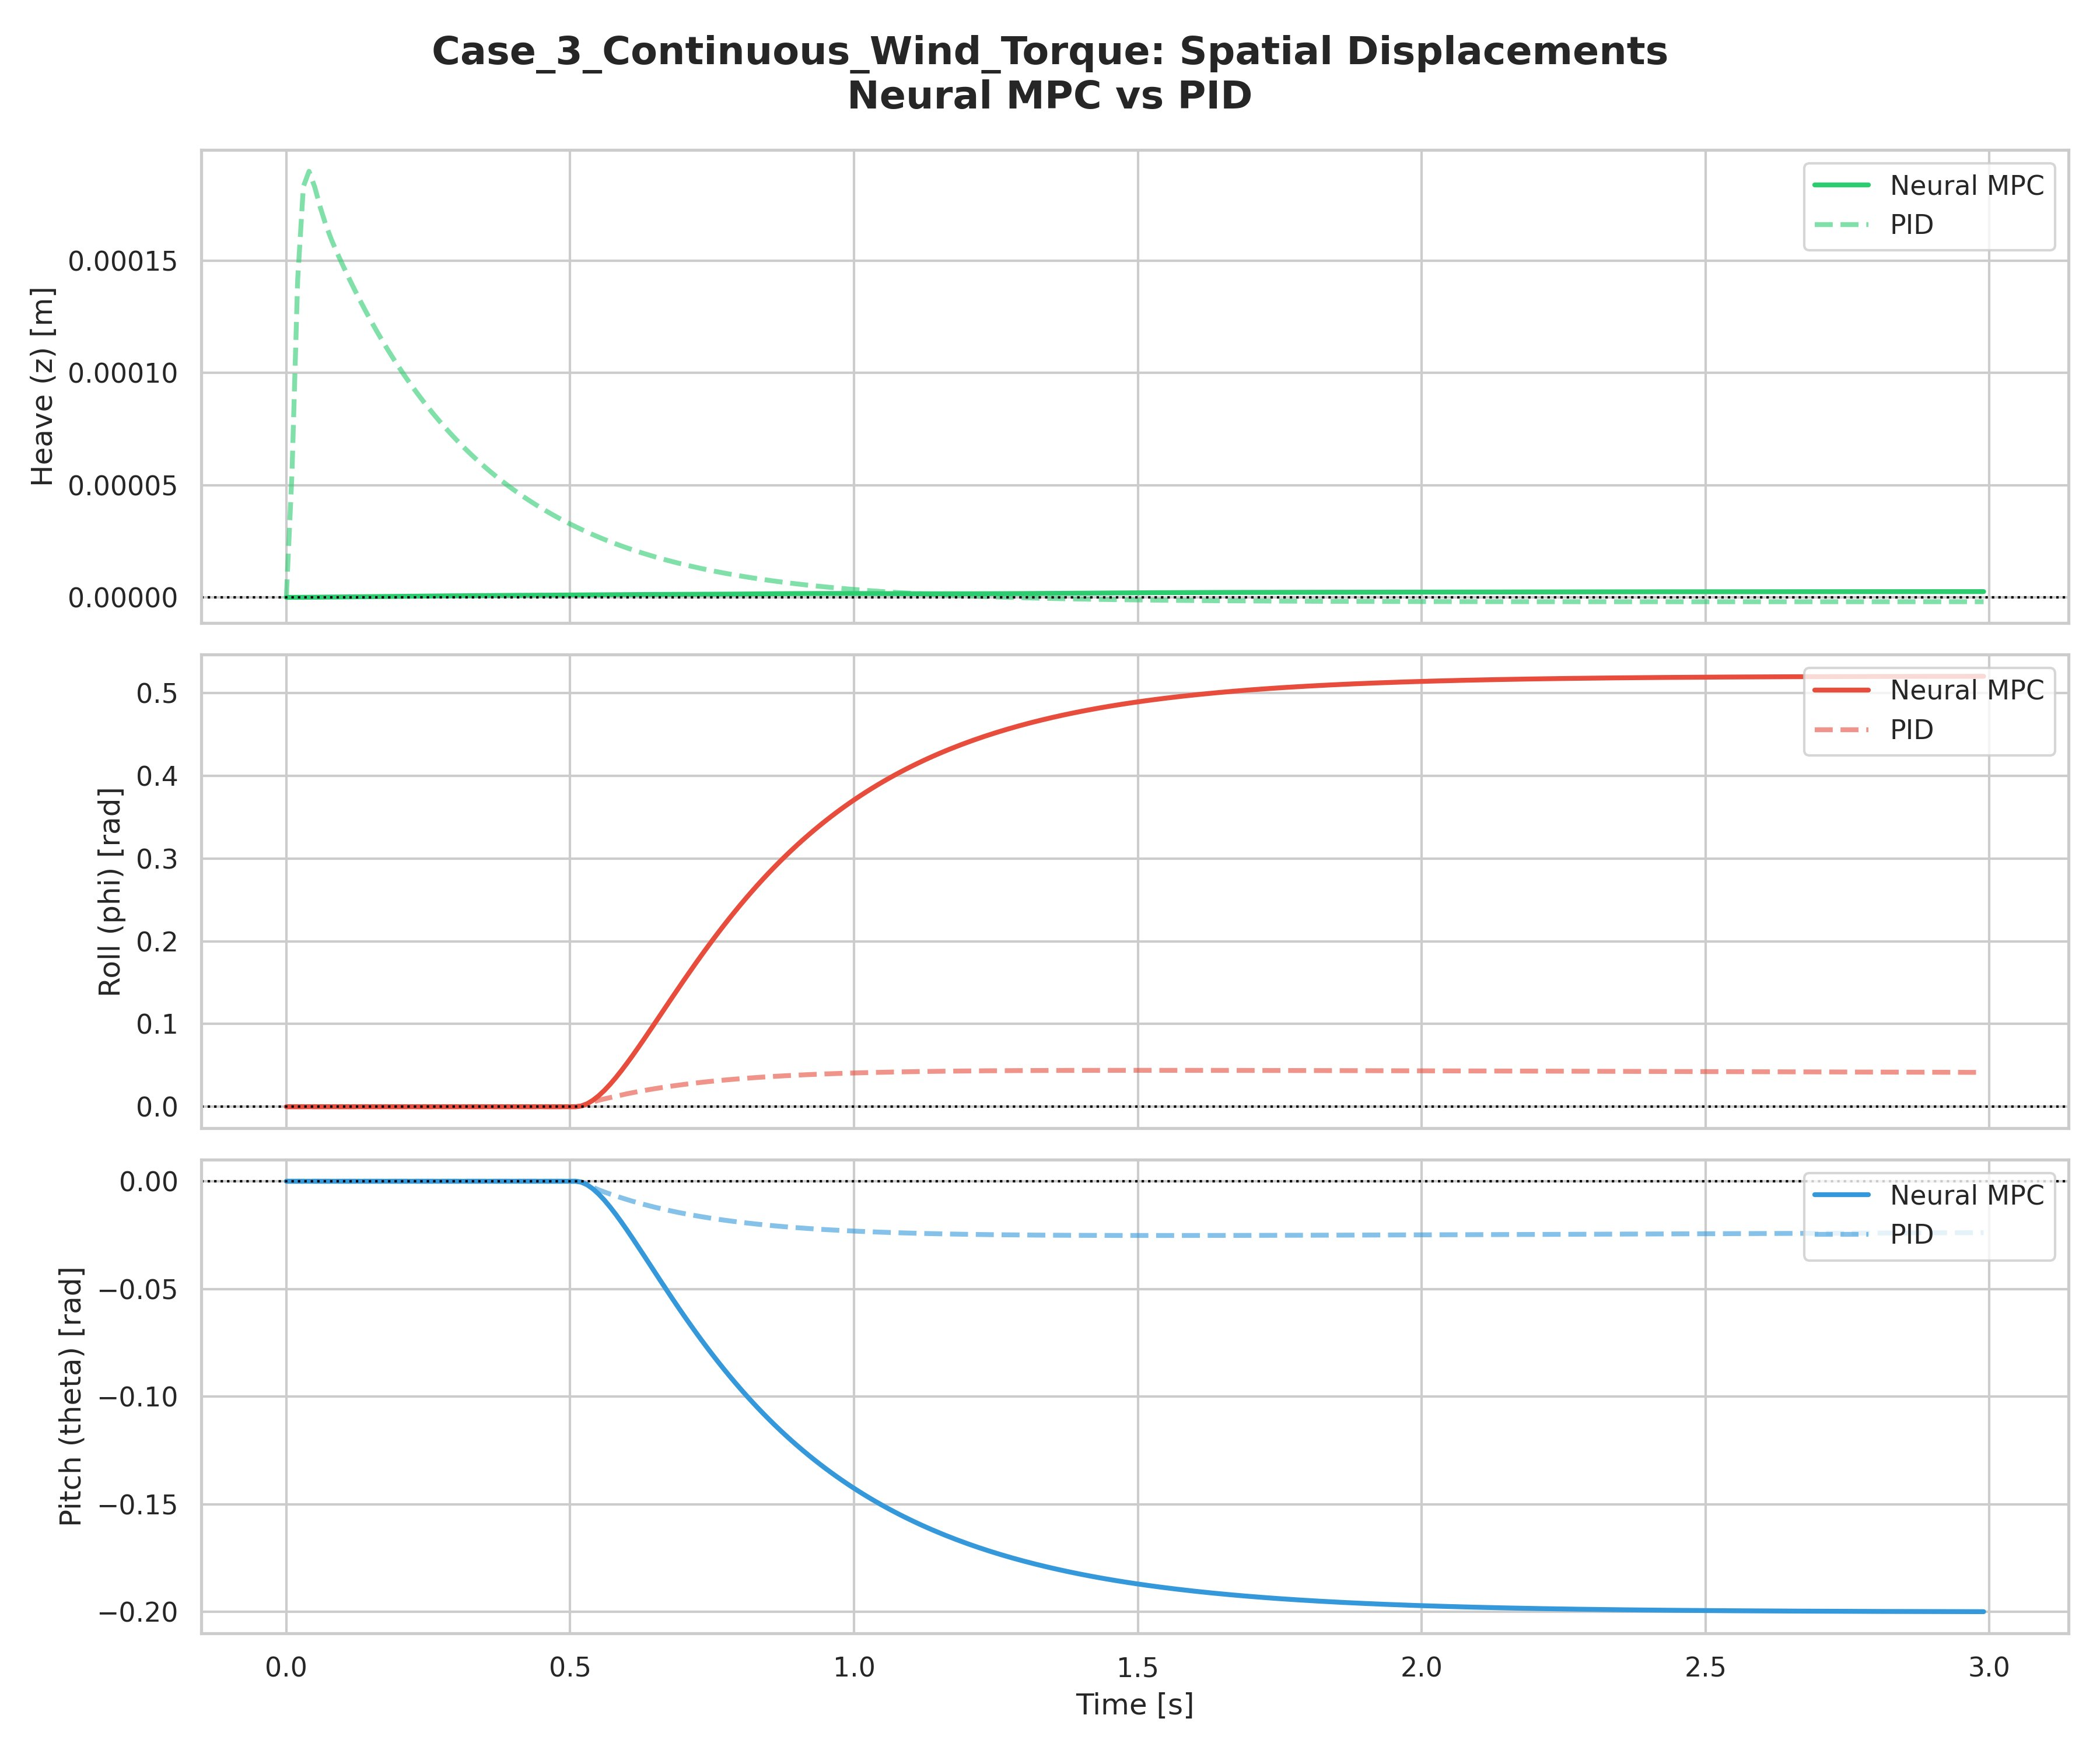 Case_3_Continuous_Wind_Torque: Spatial Displacements
Neural MPC vs PID
Heave (z) [m]
0.00015
0.00010
0.00005
0.00000
Neural MPC
PID
Roll (phi) [rad]
0.5
0.4
0.3
0.2
0.1
0.0
Neural MPC
PID
Pitch (theta) [rad]
0.00
−0.05
−0.10
−0.15
−0.20
Neural MPC
PID
0.0 0.5 1.0 1.5 2.0 2.5 3.0
Time [s]